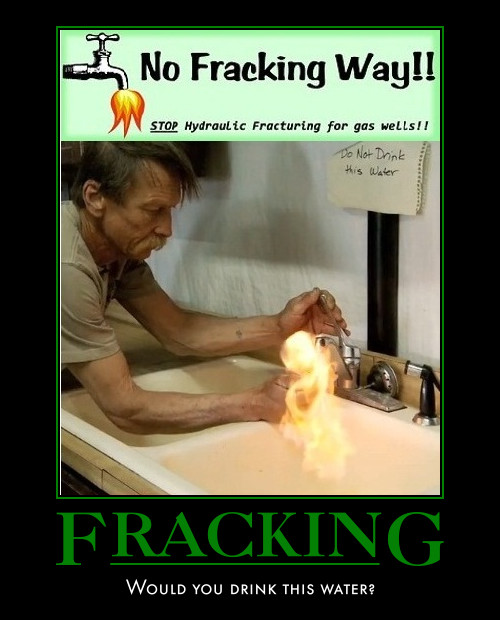 No Fracking Way!!
STOP Hydraulic Fracturing for gas wells!!
Do Not Drink
this Water
FRACKING
WOULD YOU DRINK THIS WATER?